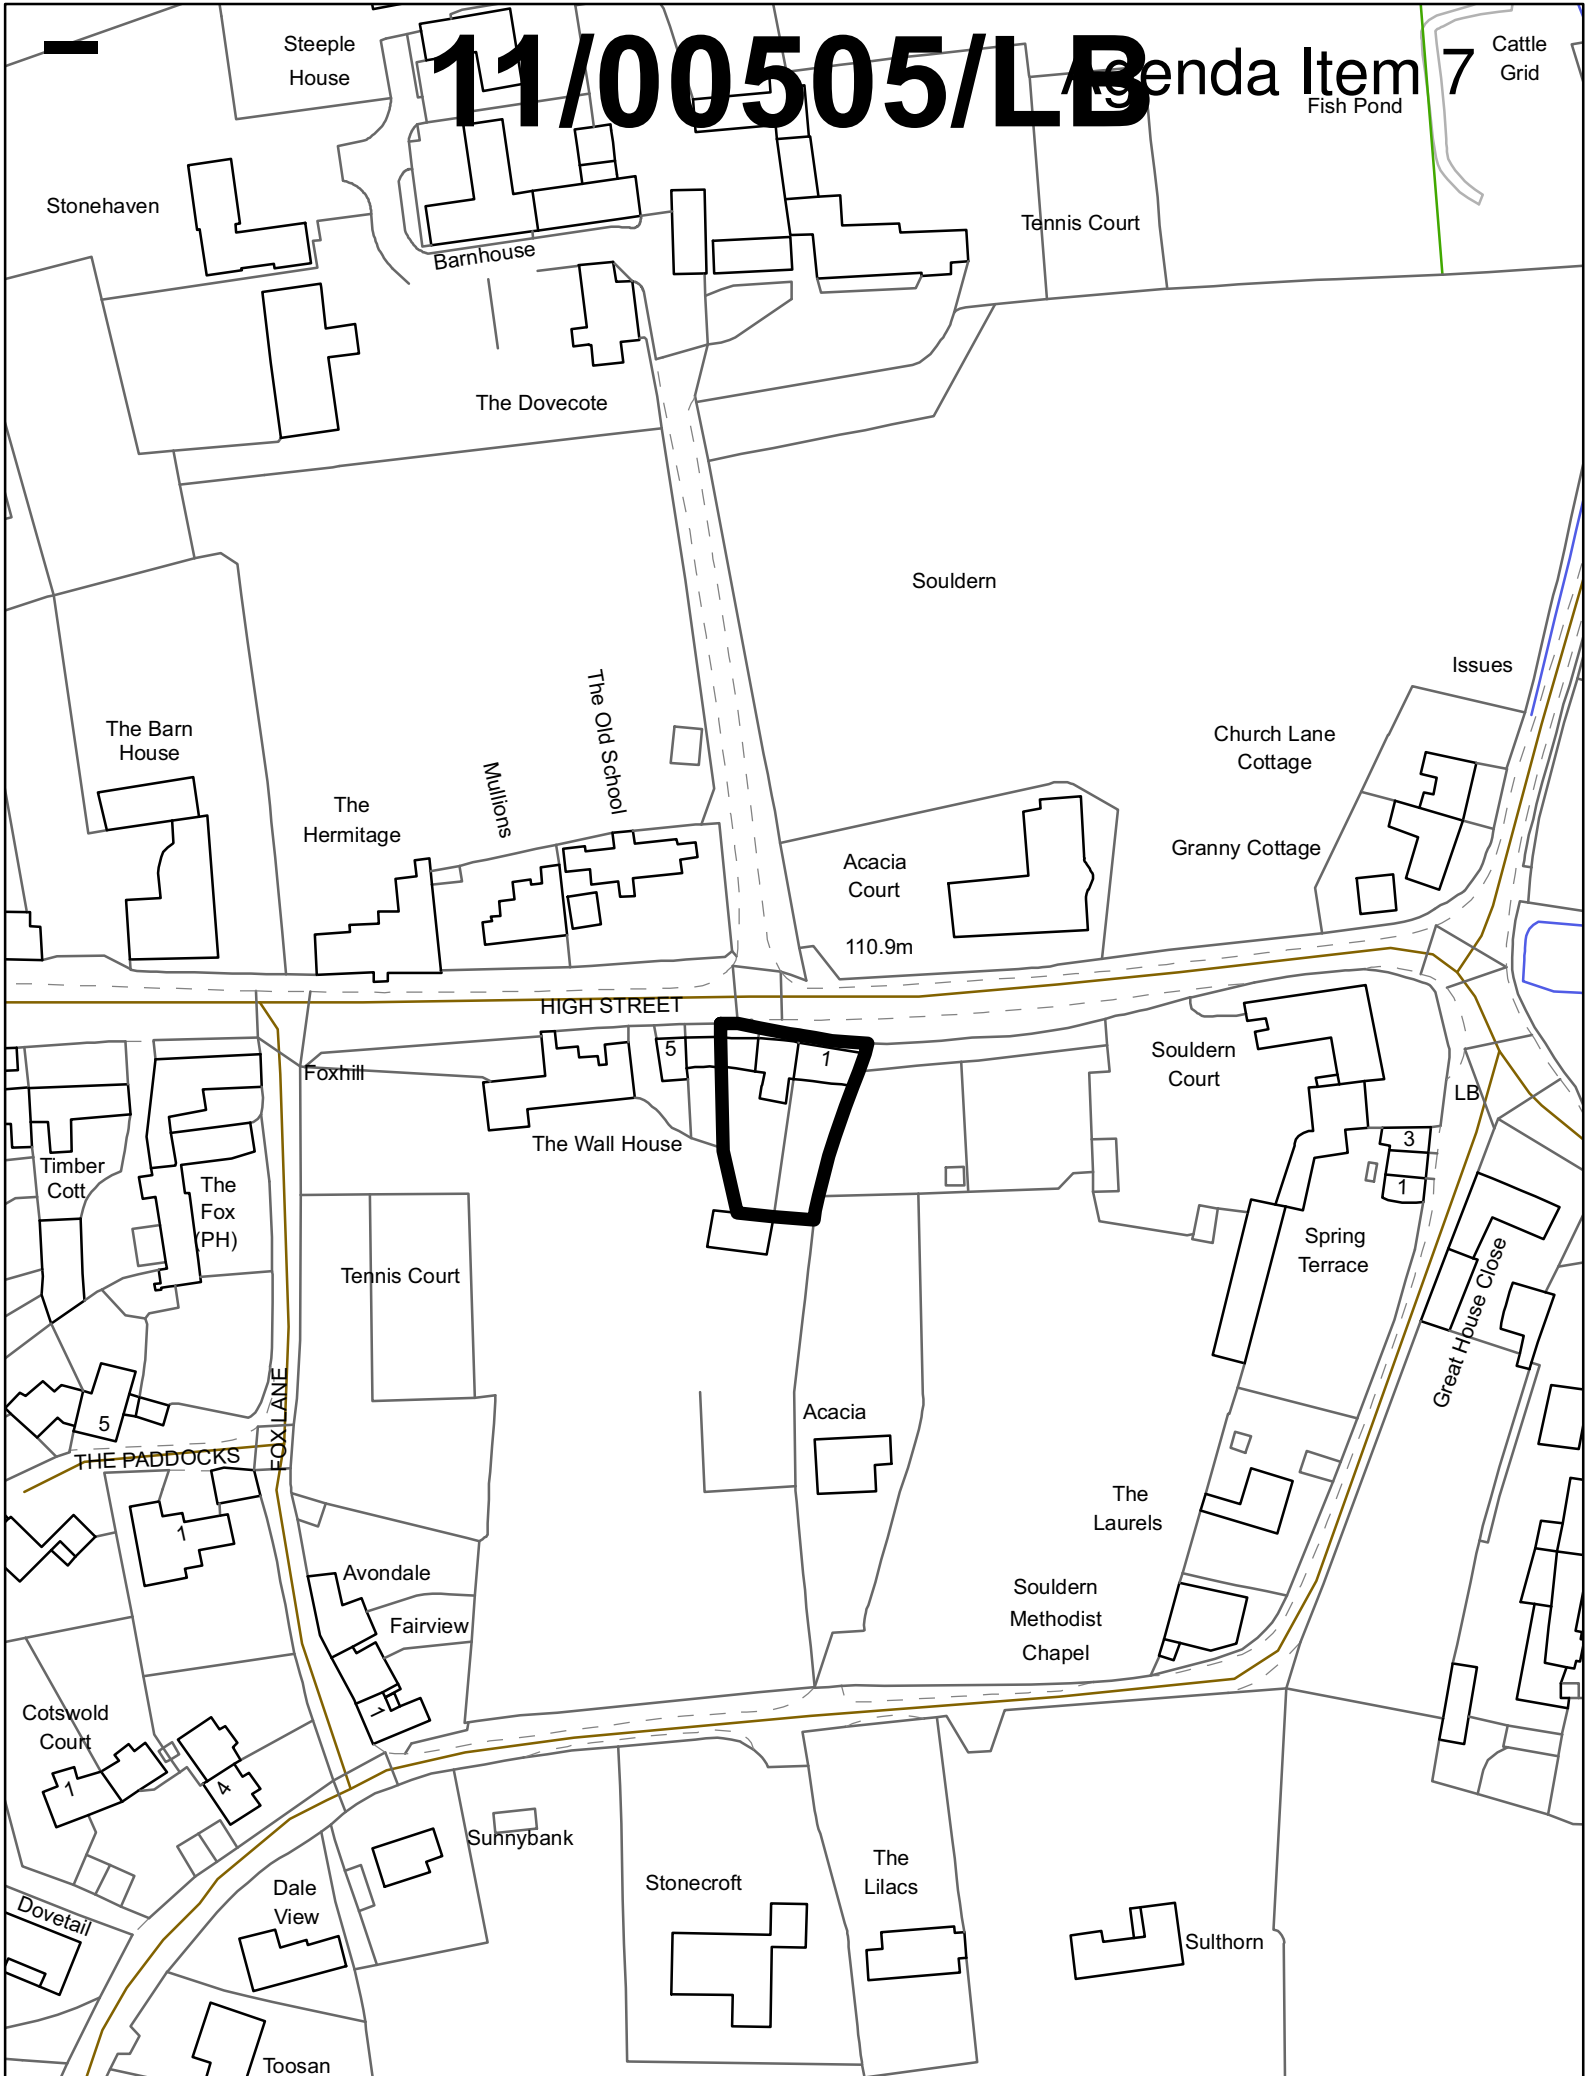 11/00505/LB
Agenda Item 7
Steeple
House
Cattle
Grid
Fish Pond
Stonehaven
Barnhouse
Tennis Court
The Dovecote
Souldern
Issues
The Barn
House
The Old School
Mullions
The
Hermitage
Church Lane
Cottage
Granny Cottage
Acacia
Court
110.9m
HIGH STREET
5
1
Foxhill
The Wall House
Souldern
Court
LB
3
1
Timber
Cott
The
Fox
(PH)
Spring
Terrace
Tennis Court
Great House Close
FOX LANE
5
THE PADDOCKS
Acacia
1
The
Laurels
Avondale
Fairview
Souldern
Methodist
Chapel
1
Cotswold
Court
1
4
Sunnybank
Dale
View
Stonecroft
The
Lilacs
Dovetail
Sulthorn
Toosan